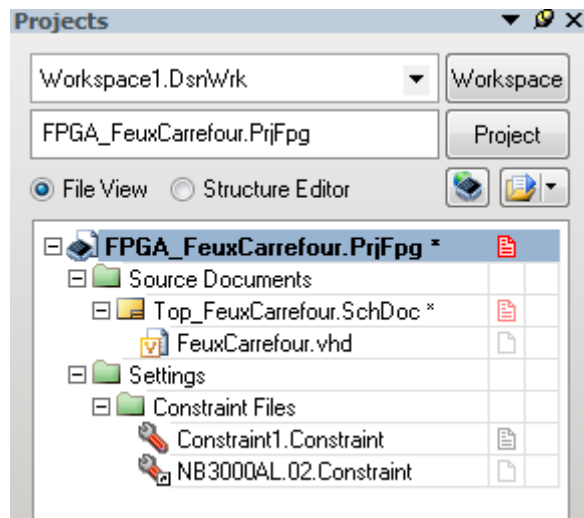 Projects
Workspace1.DsnWrk Workspace
FPGA_FeuxCarrefour.PrjFpg Project
File View Structure Editor
FPGA_FeuxCarrefour.PrjFpg *
Source Documents
Top_FeuxCarrefour.SchDoc *
FeuxCarrefour.vhd
Settings
Constraint Files
Constraint1.Constraint
NB3000AL.02.Constraint